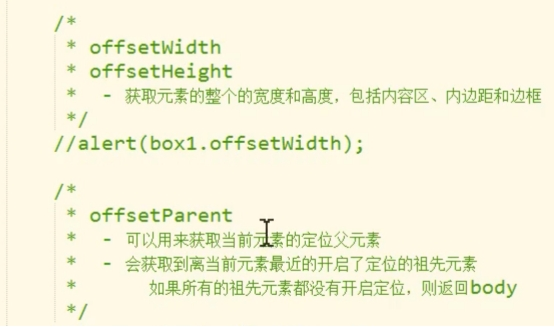 /*
* offsetWidth
* offsetHeight
* - 获取元素的整个的宽度和高度，包括内容区、内边距和边框
*/
//alert(box1.offsetWidth);
/*
* offsetParent
* - 可以用来获取当前元素的定位父元素
* - 会获取到离当前元素最近的开启了定位的祖先元素
* 如果所有的祖先元素都没有开启定位，则返回body
*/